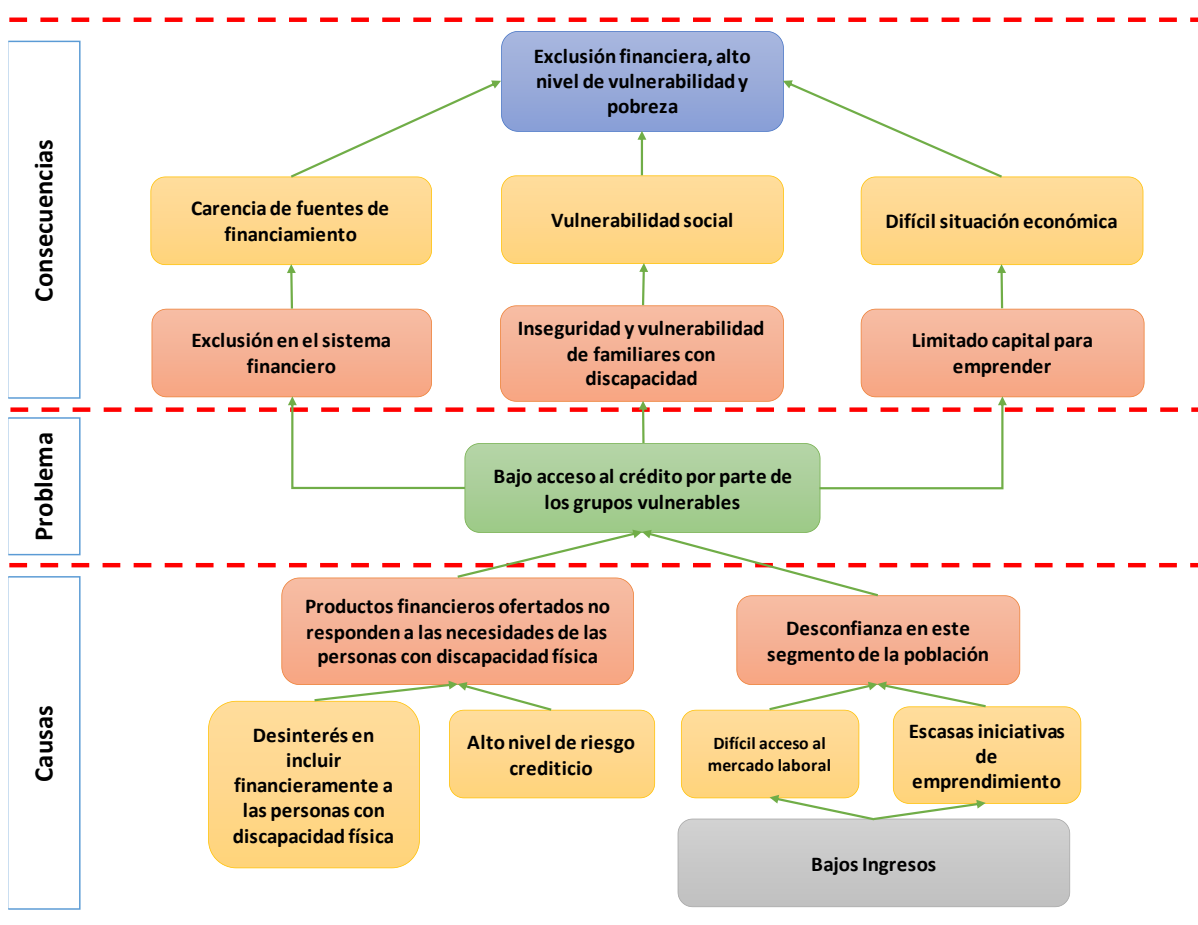 Consecuencias
Exclusión financiera, alto
nivel de vulnerabilidad y
pobreza
Carencia de fuentes de
financiamiento
Vulnerabilidad social
Difícil situación económica
Exclusión en el sistema
financiero
Inseguridad y vulnerabilidad
de familiares con
discapacidad
Limitado capital para
emprender
Problema
Bajo acceso al crédito por parte de
los grupos vulnerables
Causas
Productos financieros ofertados no
responden a las necesidades de las
personas con discapacidad física
Desconfianza en este
segmento de la población
Desinterés en
incluir
financieramente a
las personas con
discapacidad física
Alto nivel de riesgo
crediticio
Difícil acceso al
mercado laboral
Escasas iniciativas
de
emprendimiento
Bajos Ingresos